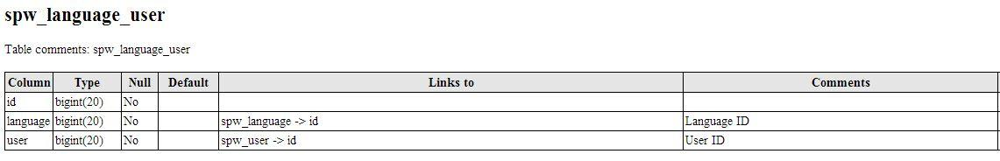 spw_language_user
Table comments: spw_language_user
Column Type Null Default Links to Comments
id bigint(20) No
language bigint(20) No spw_language -> id Language ID
user bigint(20) No spw_user -> id User ID